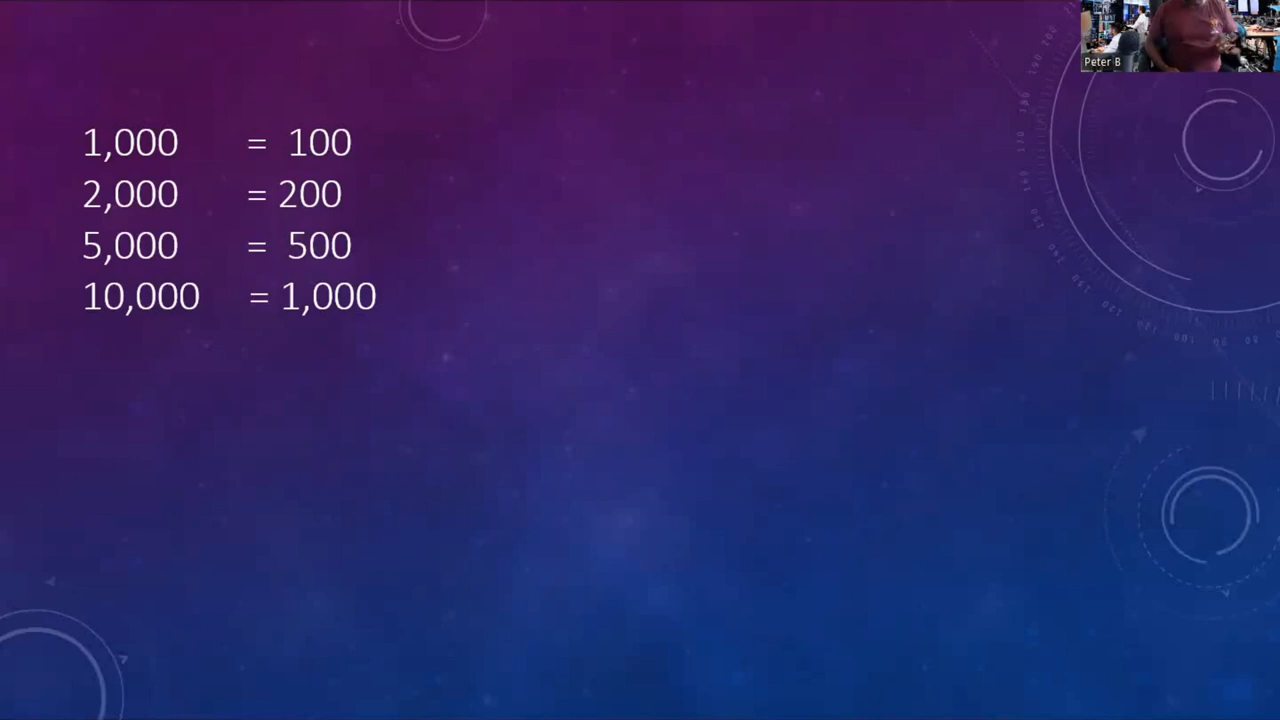 1,000 = 100
2,000 = 200
5,000 = 500
10,000 = 1,000
Peter B